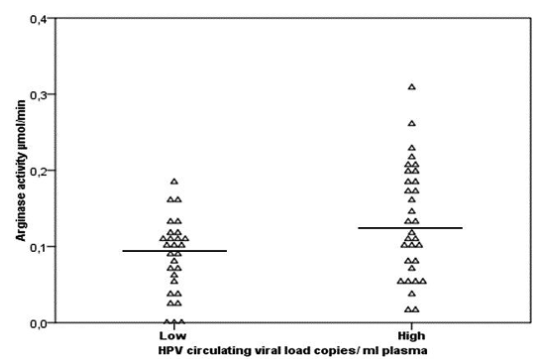 0,4
0,3
0,2
0,1
0,0
Arginase activity µmol/min
Low
High
HPV circulating viral load copies/ ml plasma